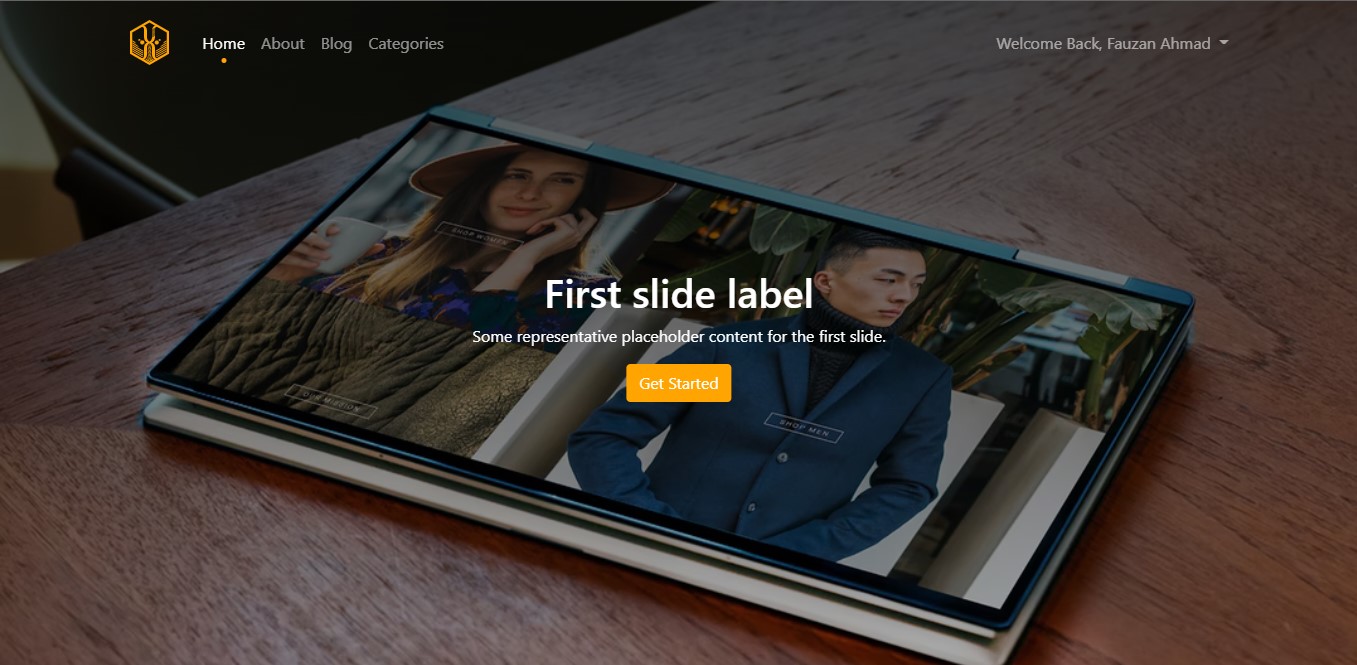 Home About Blog Categories
Welcome Back, Fauzan Ahmad
SHOP WOMEN
First slide label
Some representative placeholder content for the first slide.
Get Started
OUR MISSION
SHOP MEN